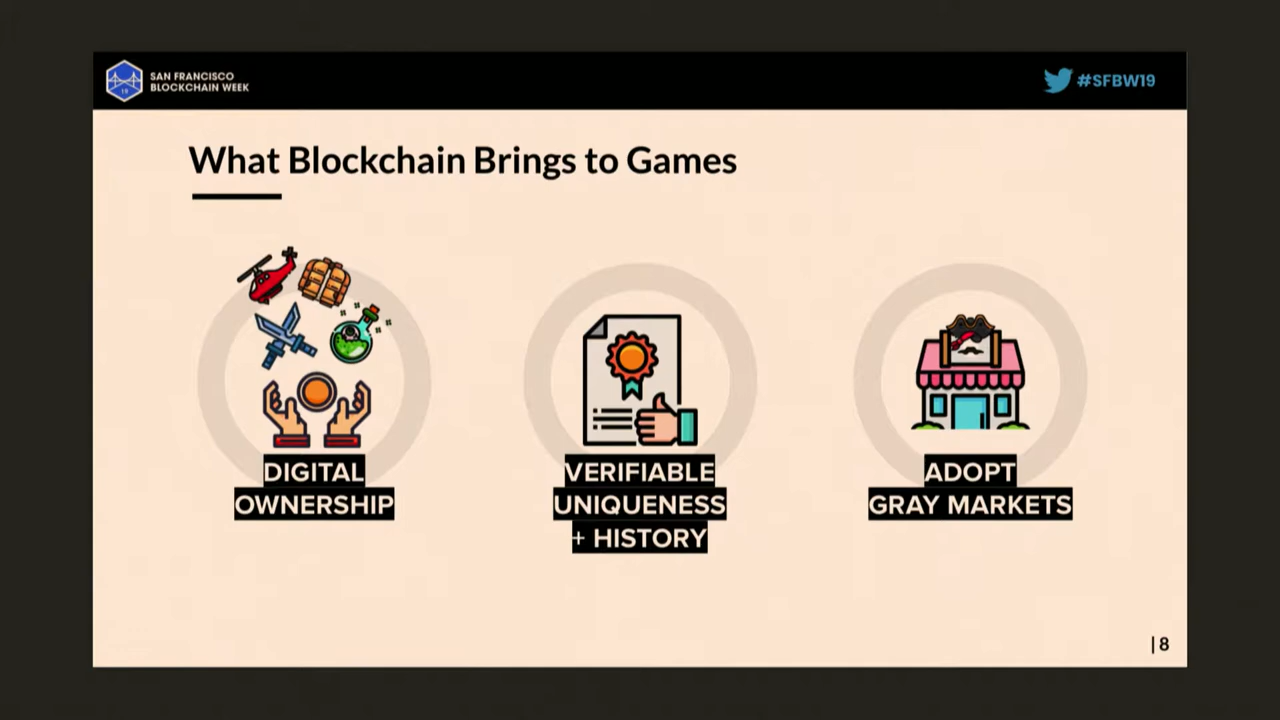 SAN FRANCISCO
BLOCKCHAIN WEEK
19
#SFBW19
What Blockchain Brings to Games
DIGITAL
OWNERSHIP
VERIFIABLE
UNIQUENESS
+ HISTORY
ADOPT
GRAY MARKETS
|8